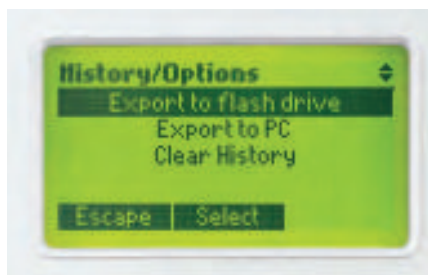 History/Options
Export to flash drive
Export to PC
Clear History
Escape Select